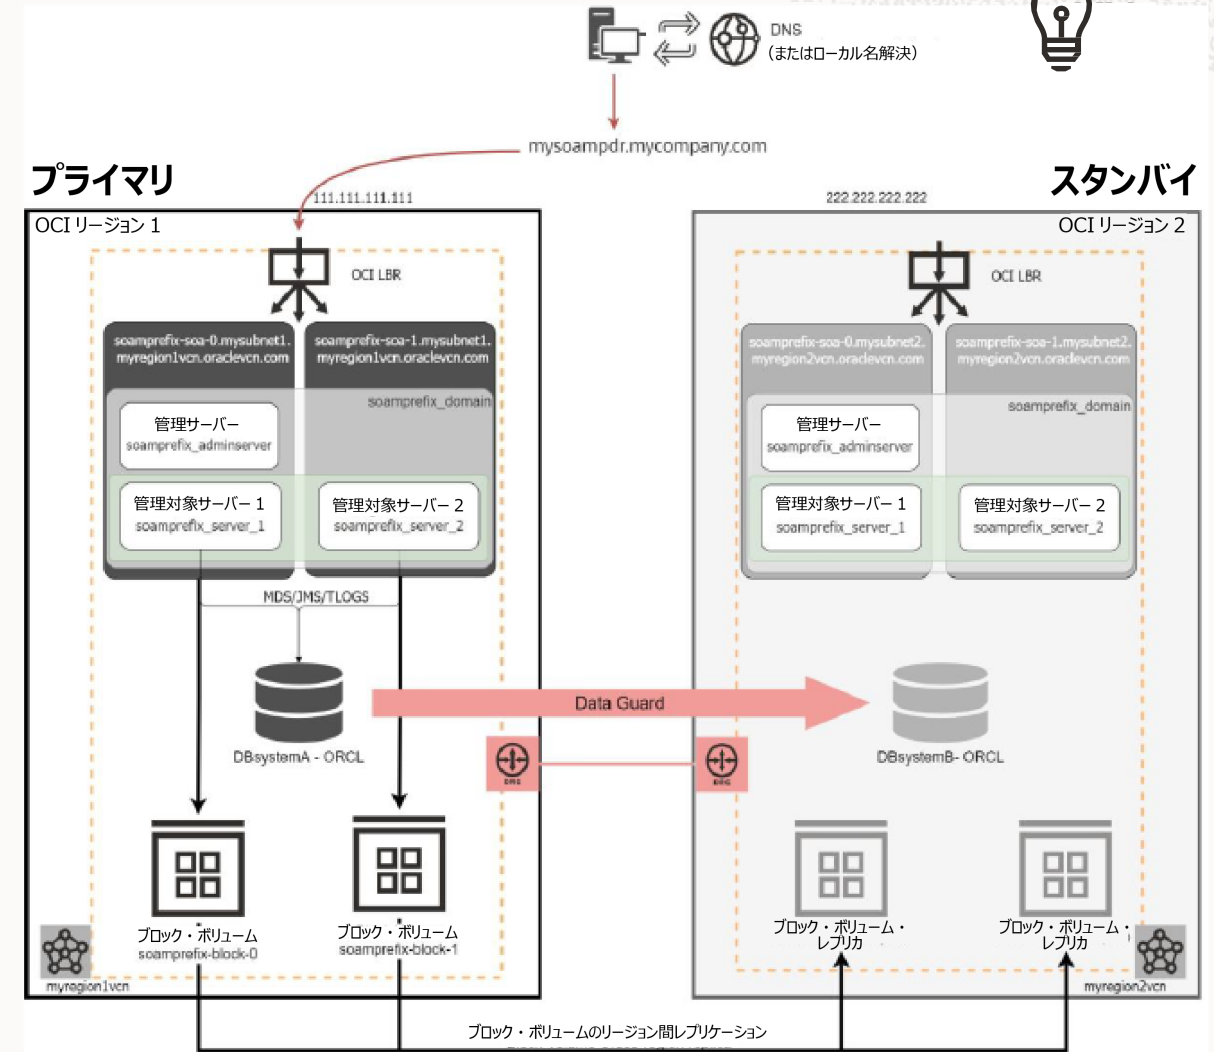 DNS
（またはローカル名解決）
mysoampdr.mycompany.com
プライマリ
スタンバイ
111.111.111.111
222.222.222.222
OCI リージョン 1
OCI リージョン 2
OCI LBR
OCI LBR
soamprefix-soa-0.mysubnet1.
myregion1vcn.oraclevcn.com
soamprefix-soa-1.mysubnet1.
myregion1vcn.oraclevcn.com
soamprefix-soa-0.mysubnet2.
myregion2vcn.oraclevcn.com
soamprefix-soa-1.mysubnet2.
myregion2vcn.oraclevcn.com
soamprefix_domain
soamprefix_domain
管理サーバー
soamprefix_adminserver
管理サーバー
soamprefix_adminserver
管理対象サーバー 1
soamprefix_server_1
管理対象サーバー 2
soamprefix_server_2
管理対象サーバー 1
soamprefix_server_1
管理対象サーバー 2
soamprefix_server_2
MDS/JMS/TLOGS
Data Guard
DBsystemA - ORCL
DBsystemB- ORCL
DRG
DRG
ブロック・ボリューム
soamprefix-block-0
ブロック・ボリューム
soamprefix-block-1
ブロック・ボリューム・
レプリカ
ブロック・ボリューム・
レプリカ
myregion1vcn
myregion2vcn
ブロック・ボリュームのリージョン間レプリケーション